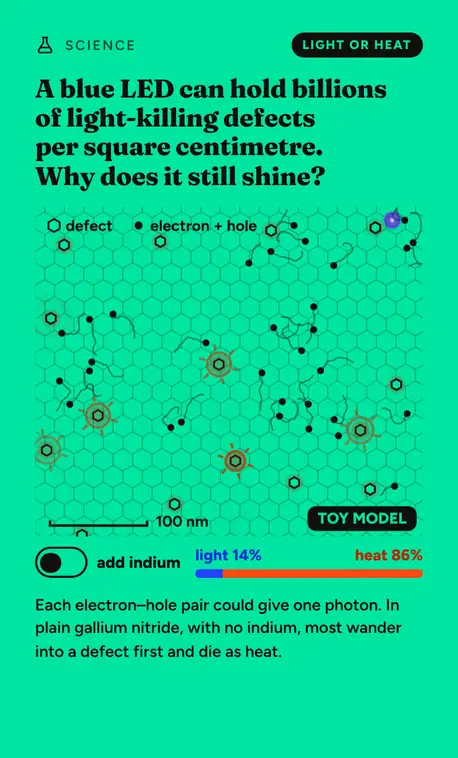 SCIENCE
LIGHT OR HEAT
A blue LED can hold billions
of light-killing defects
per square centimetre.
Why does it still shine?
defect
electron + hole
100 nm
TOY MODEL
add indium
light 14%
heat 86%
Each electron–hole pair could give one photon. In
plain gallium nitride, with no indium, most wander
into a defect first and die as heat.